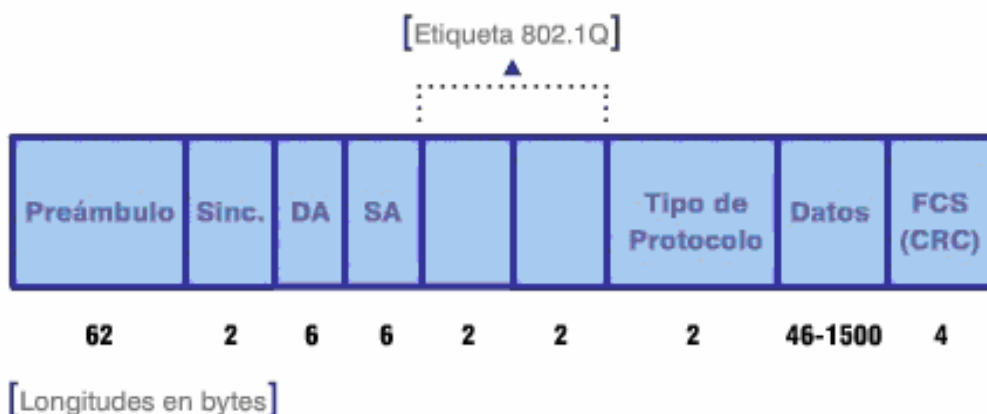 [Etiqueta 802.1Q]
Preámbulo Sinc. DA SA Tipo de Protocolo Datos FCS (CRC)
62 2 6 6 2 2 2 46-1500 4
[Longitudes en bytes]